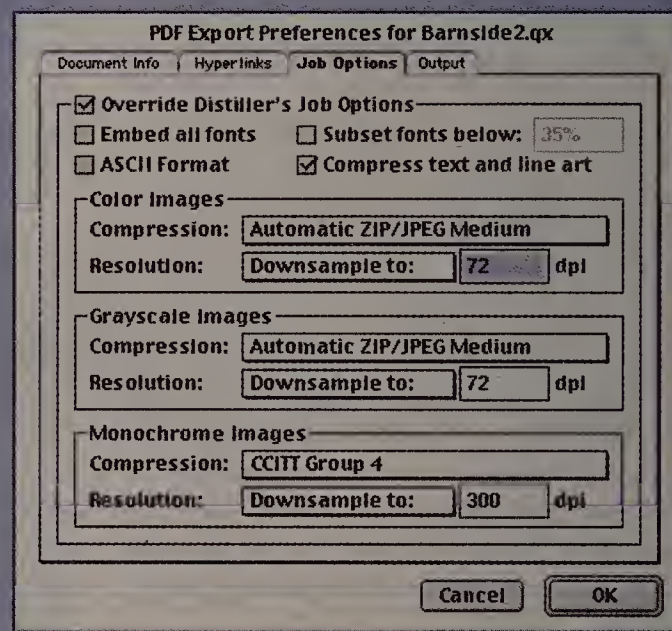 PDF Export Preferences for Barnside2.qx
Document Info Hyperlinks Job Options Output
Override Distiller's Job Options
Embed all fonts Subset fonts below: 35%
ASCII Format Compress text and line art
Color Images
Compression: Automatic ZIP/JPEG Medium
Resolution: Downsample to: 72 dpi
Grayscale Images
Compression: Automatic ZIP/JPEG Medium
Resolution: Downsample to: 72 dpi
Monochrome Images
Compression: CCITT Group 4
Resolution: Downsample to: 300 dpi
Cancel OK